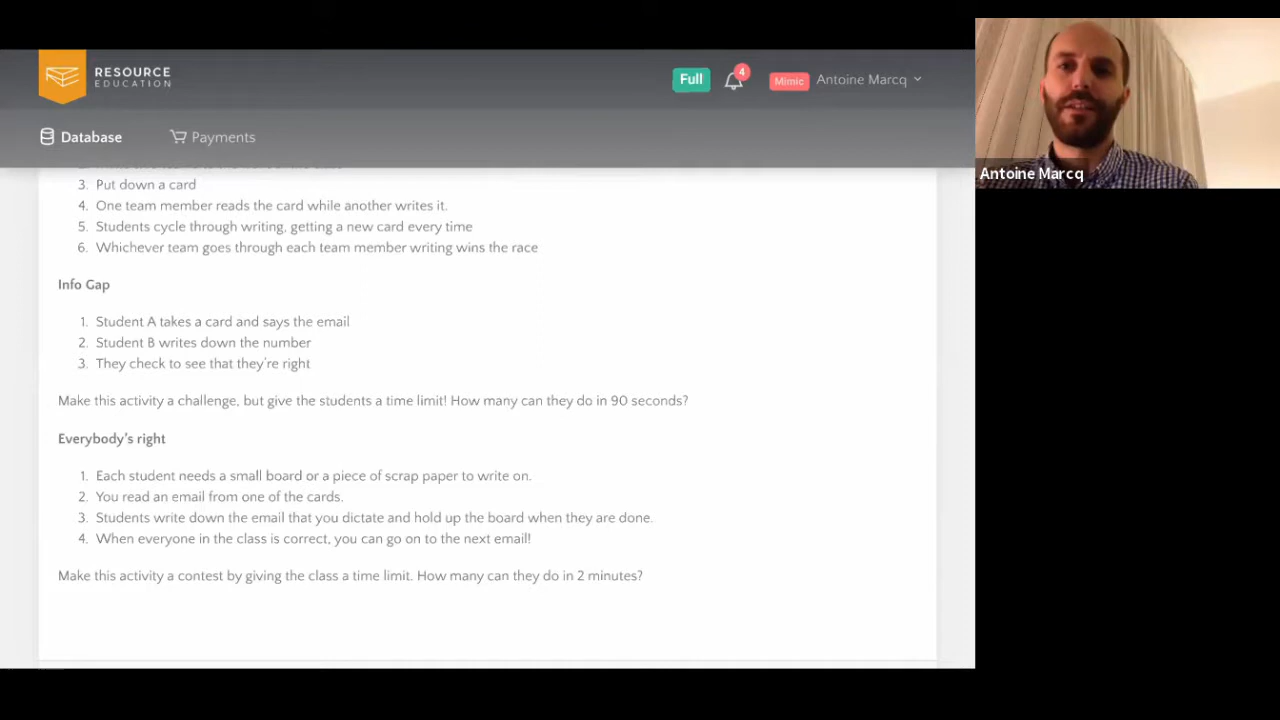 RESOURCE
EDUCATION
Full
4
Mimic
Antoine Marcq
Database
Payments
3. Put down a card
4. One team member reads the card while another writes it.
5. Students cycle through writing, getting a new card every time
6. Whichever team goes through each team member writing wins the race
Info Gap
1. Student A takes a card and says the email
2. Student B writes down the number
3. They check to see that they're right
Make this activity a challenge, but give the students a time limit! How many can they do in 90 seconds?
Everybody's right
1. Each student needs a small board or a piece of scrap paper to write on.
2. You read an email from one of the cards.
3. Students write down the email that you dictate and hold up the board when they are done.
4. When everyone in the class is correct, you can go on to the next email!
Make this activity a contest by giving the class a time limit. How many can they do in 2 minutes?
Antoine Marcq